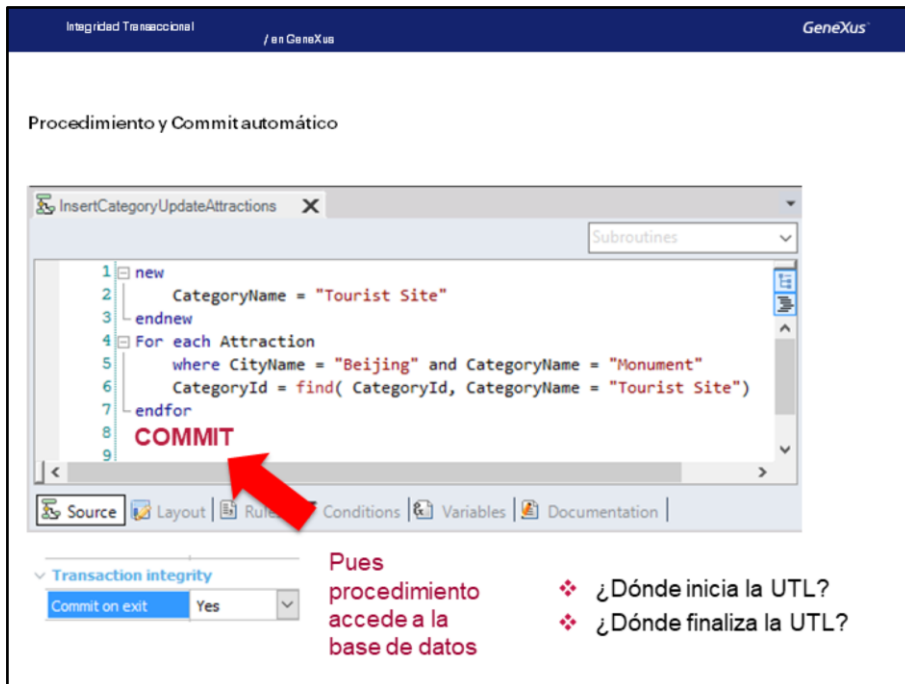 Integridad Transaccional
/ en GeneXus
GeneXus
Procedimiento y Commit automático
InsertCategoryUpdateAttractions X
Subroutines
1 new
2 CategoryName = "Tourist Site"
3 endnew
4 For each Attraction
5 where CityName = "Beijing" and CategoryName = "Monument"
6 CategoryId = find( CategoryId, CategoryName = "Tourist Site")
7 endfor
8 COMMIT
9
Source Layout Conditions Variables Documentation
Transaction integrity
Commit on exit Yes
Pues
procedimiento
accede a la
base de datos
¿Dónde inicia la UTL?
¿Dónde finaliza la UTL?